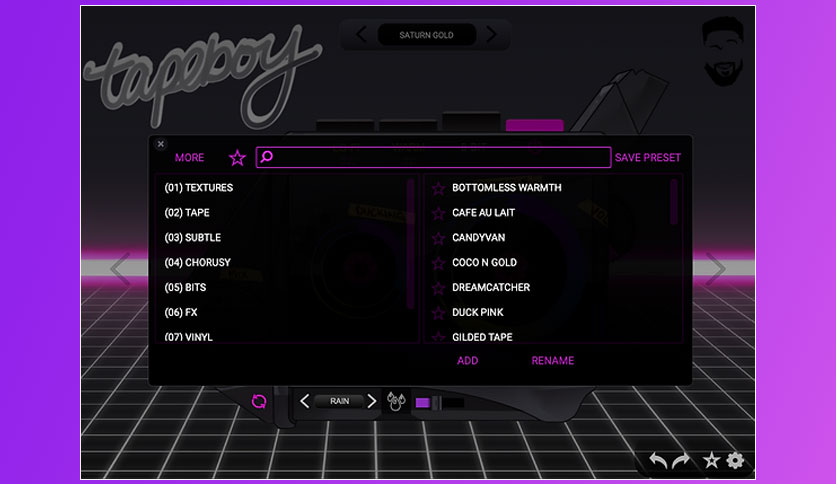 tapeboy
SATURN GOLD
MORE
SAVE PRESET
(01) TEXTURES
(02) TAPE
(03) SUBTLE
(04) CHORUSY
(05) BITS
(06) FX
(07) VINYL
BOTTOMLESS WARMTH
CAFE AU LAIT
CANDYVAN
COCO N GOLD
DREAMCATCHER
DUCK PINK
GILDED TAPE
DUCKING
ADD
RENAME
RAIN